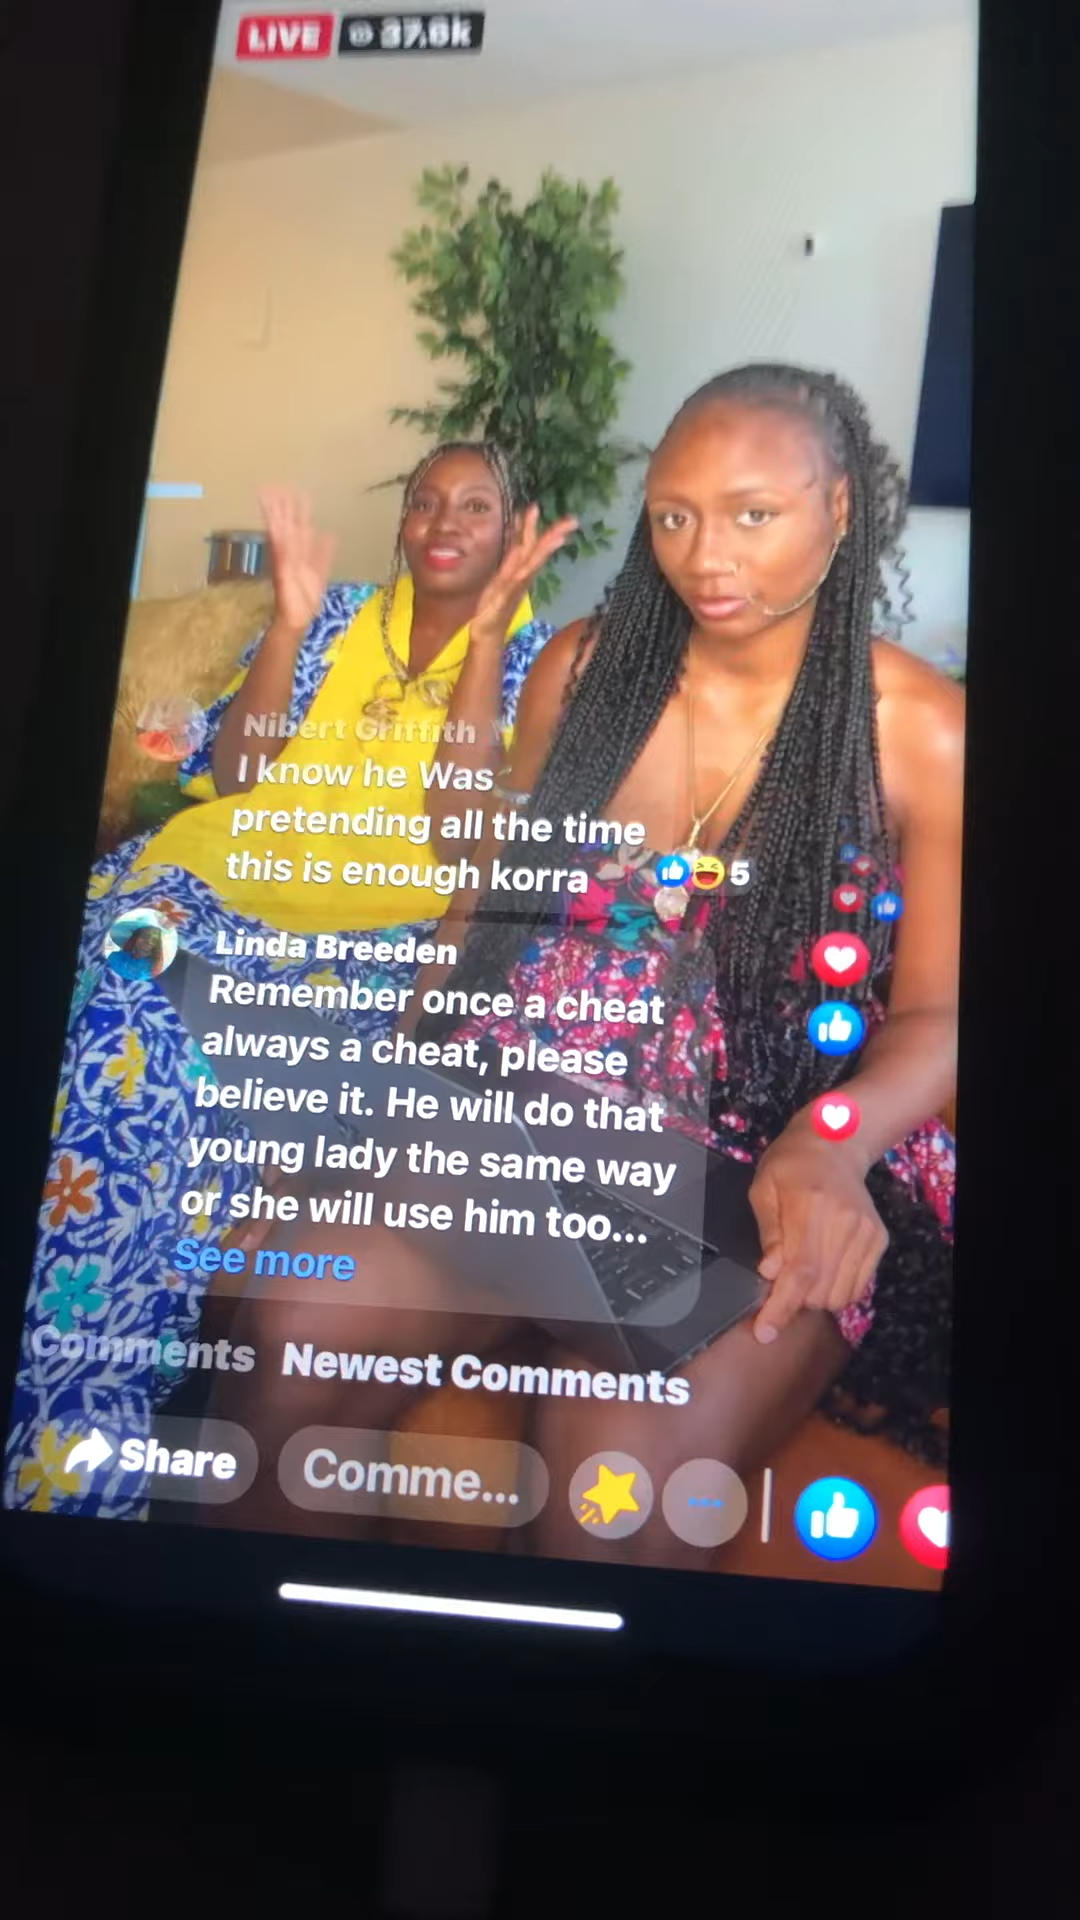 LIVE 37,6k
Nibert Griffith
I know he Was
pretending all the time
this is enough korra
5
Linda Breeden
Remember once a cheat
always a cheat, please
believe it. He will do that
young lady the same way
or she will use him too...
See more
Comments Newest Comments
Share Comme...